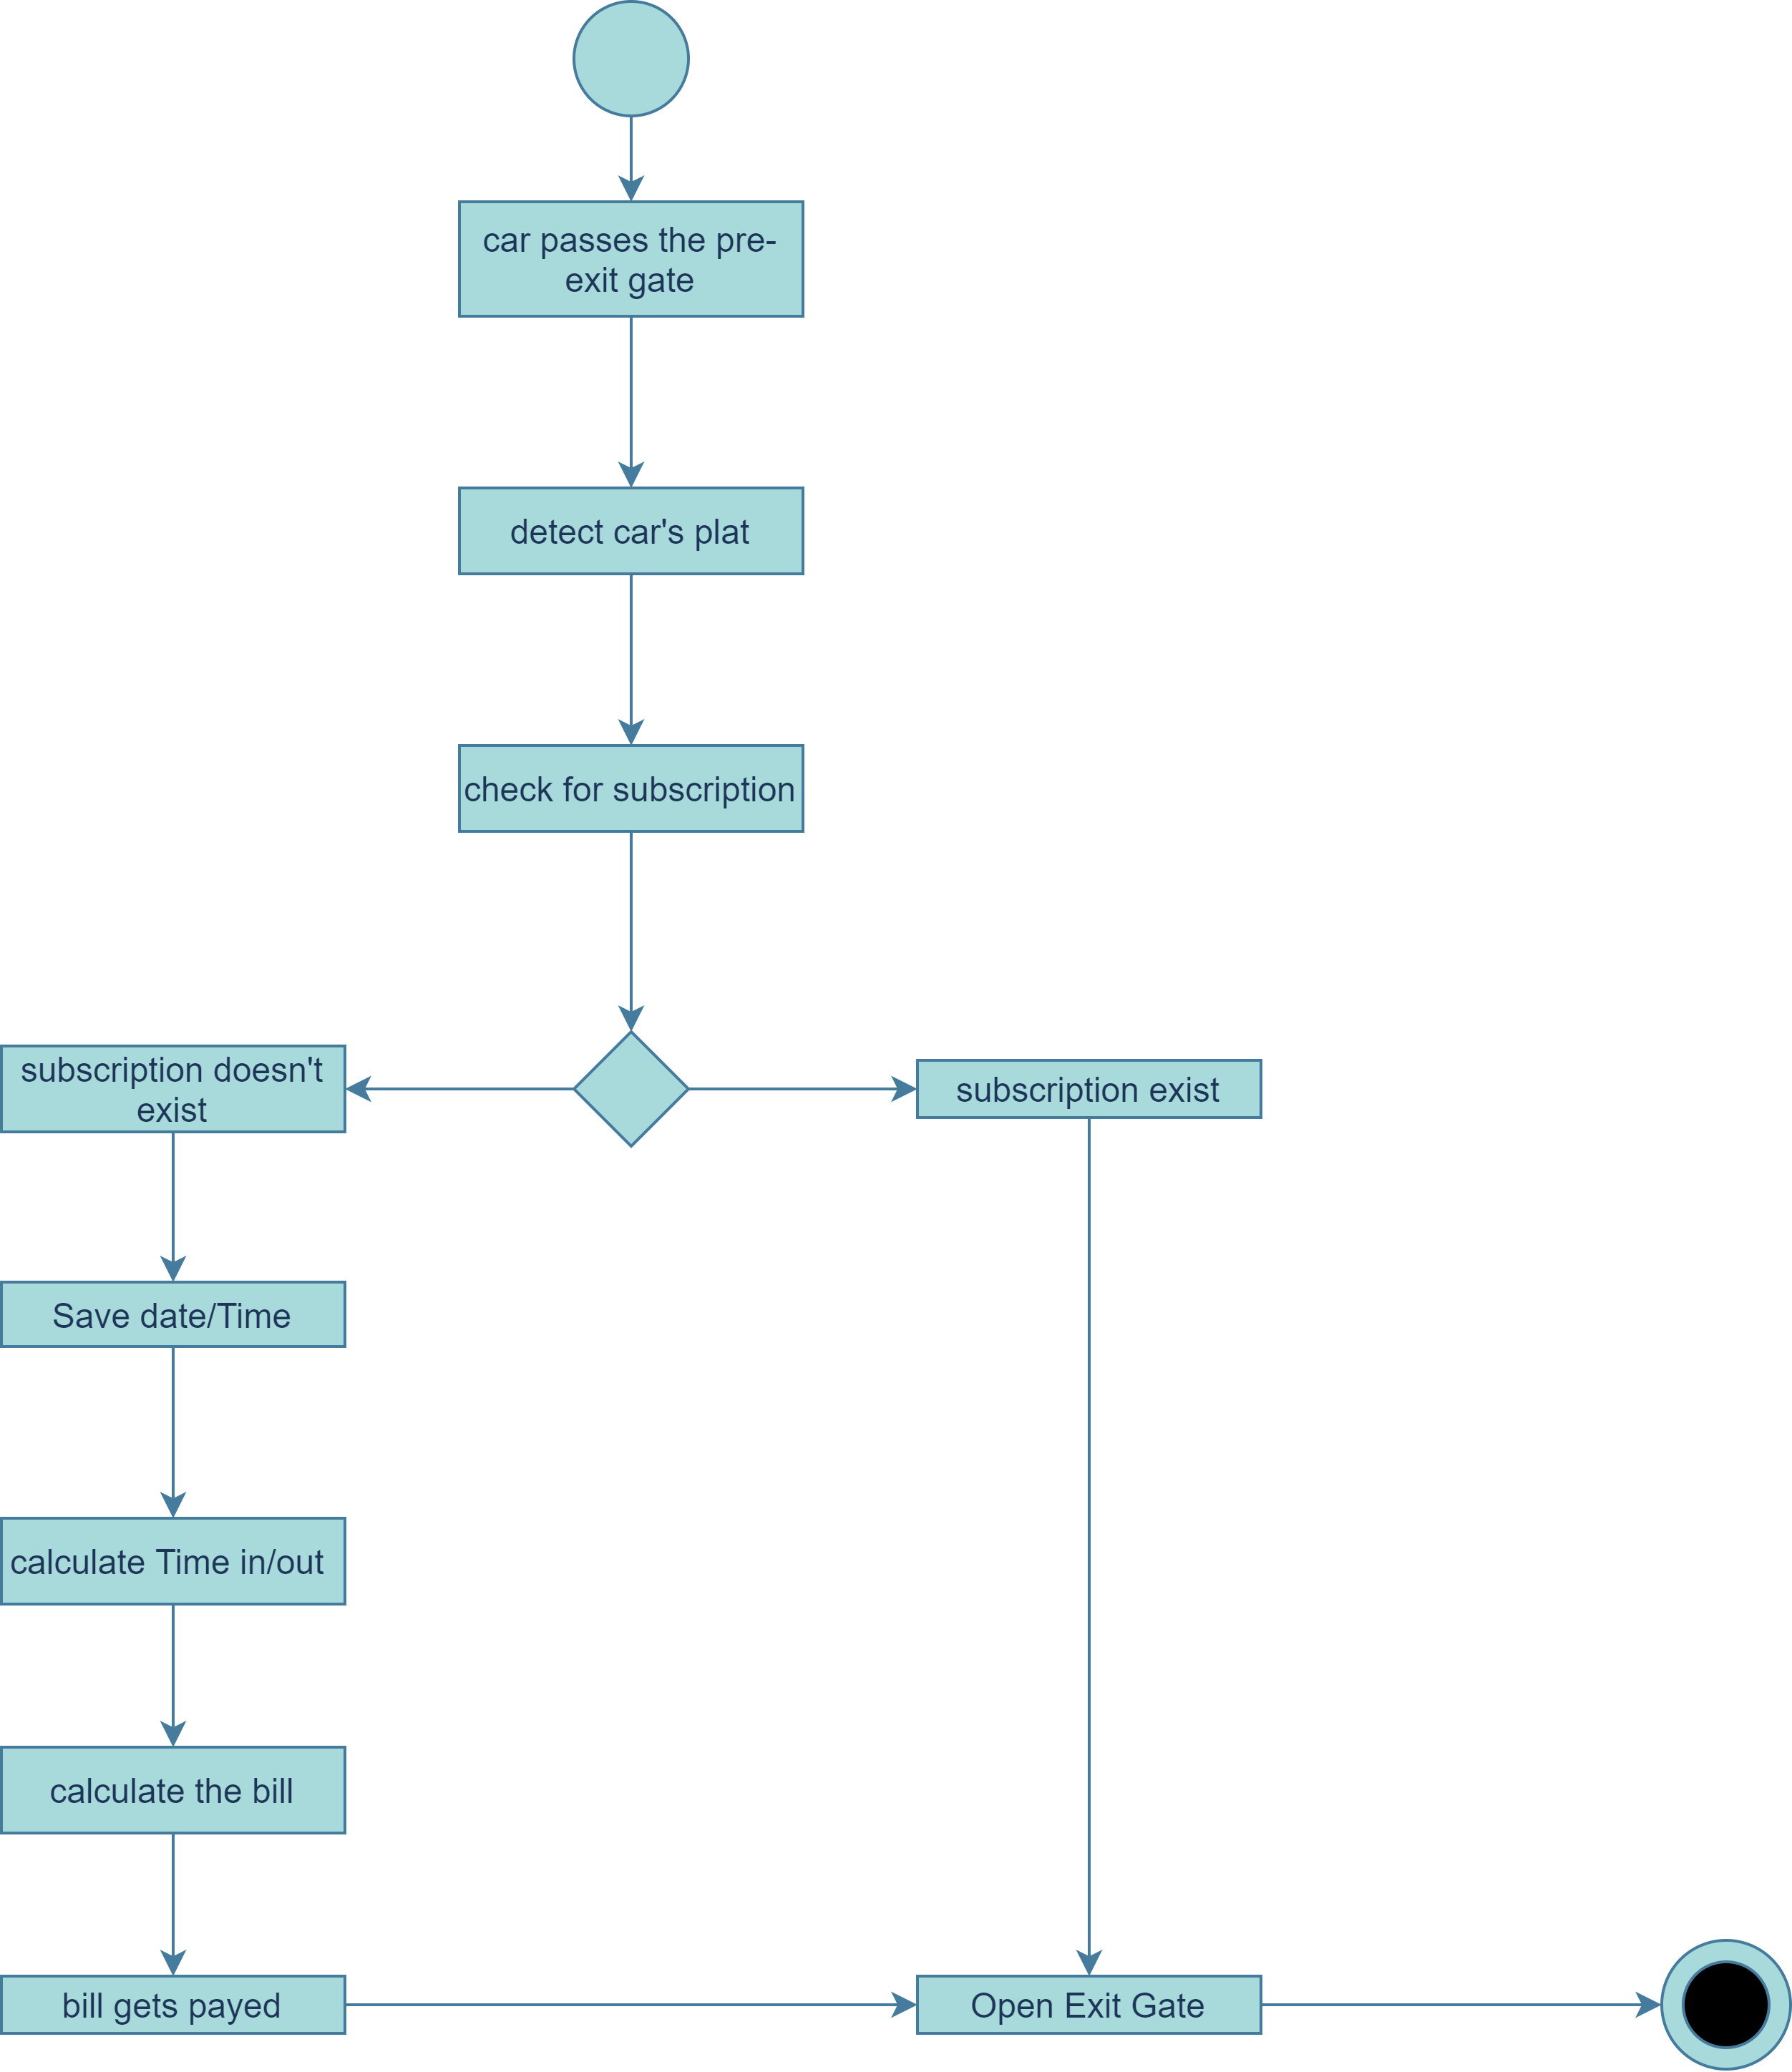 car passes the pre-
exit gate
detect car's plat
check for subscription
subscription doesn't
exist
subscription exist
Save date/Time
calculate Time in/out
calculate the bill
bill gets payed
Open Exit Gate